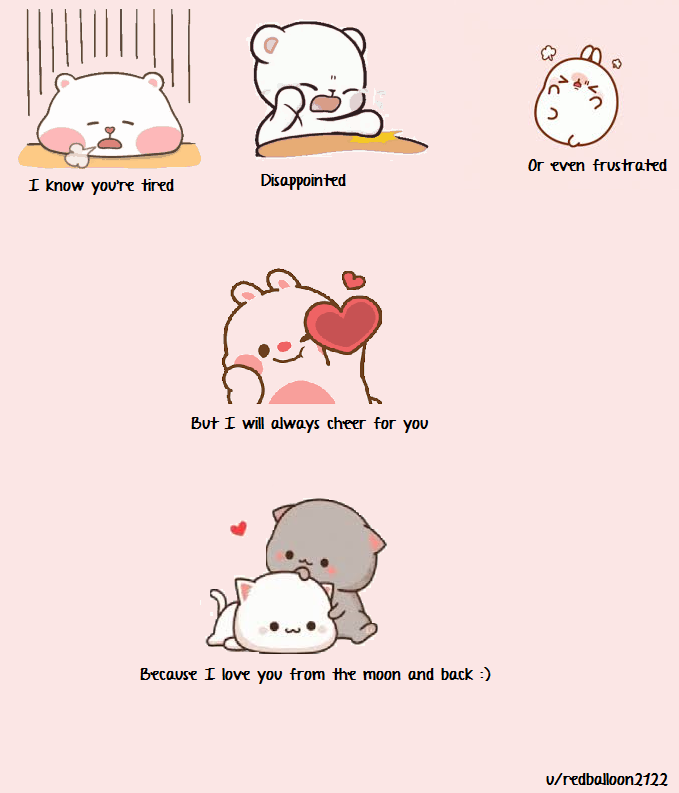 I know you're tired
Disappointed
Or even frustrated
But I will always cheer for you
Because I love you from the moon and back :)
u/redballoon2122